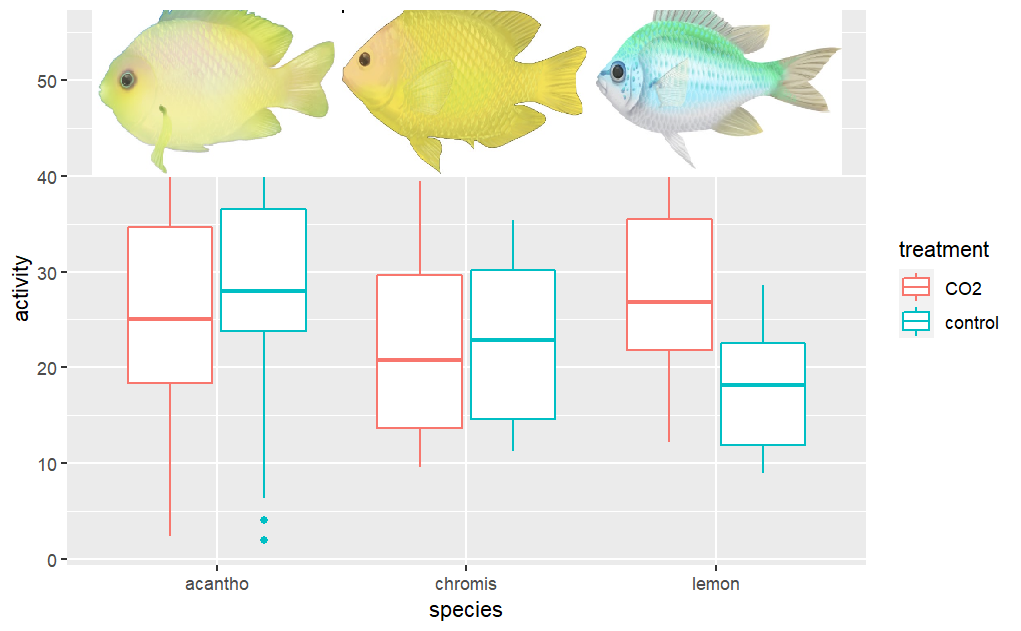 50
40
30
20
10
0
activity
acantho chromis lemon
species
treatment
CO2
control